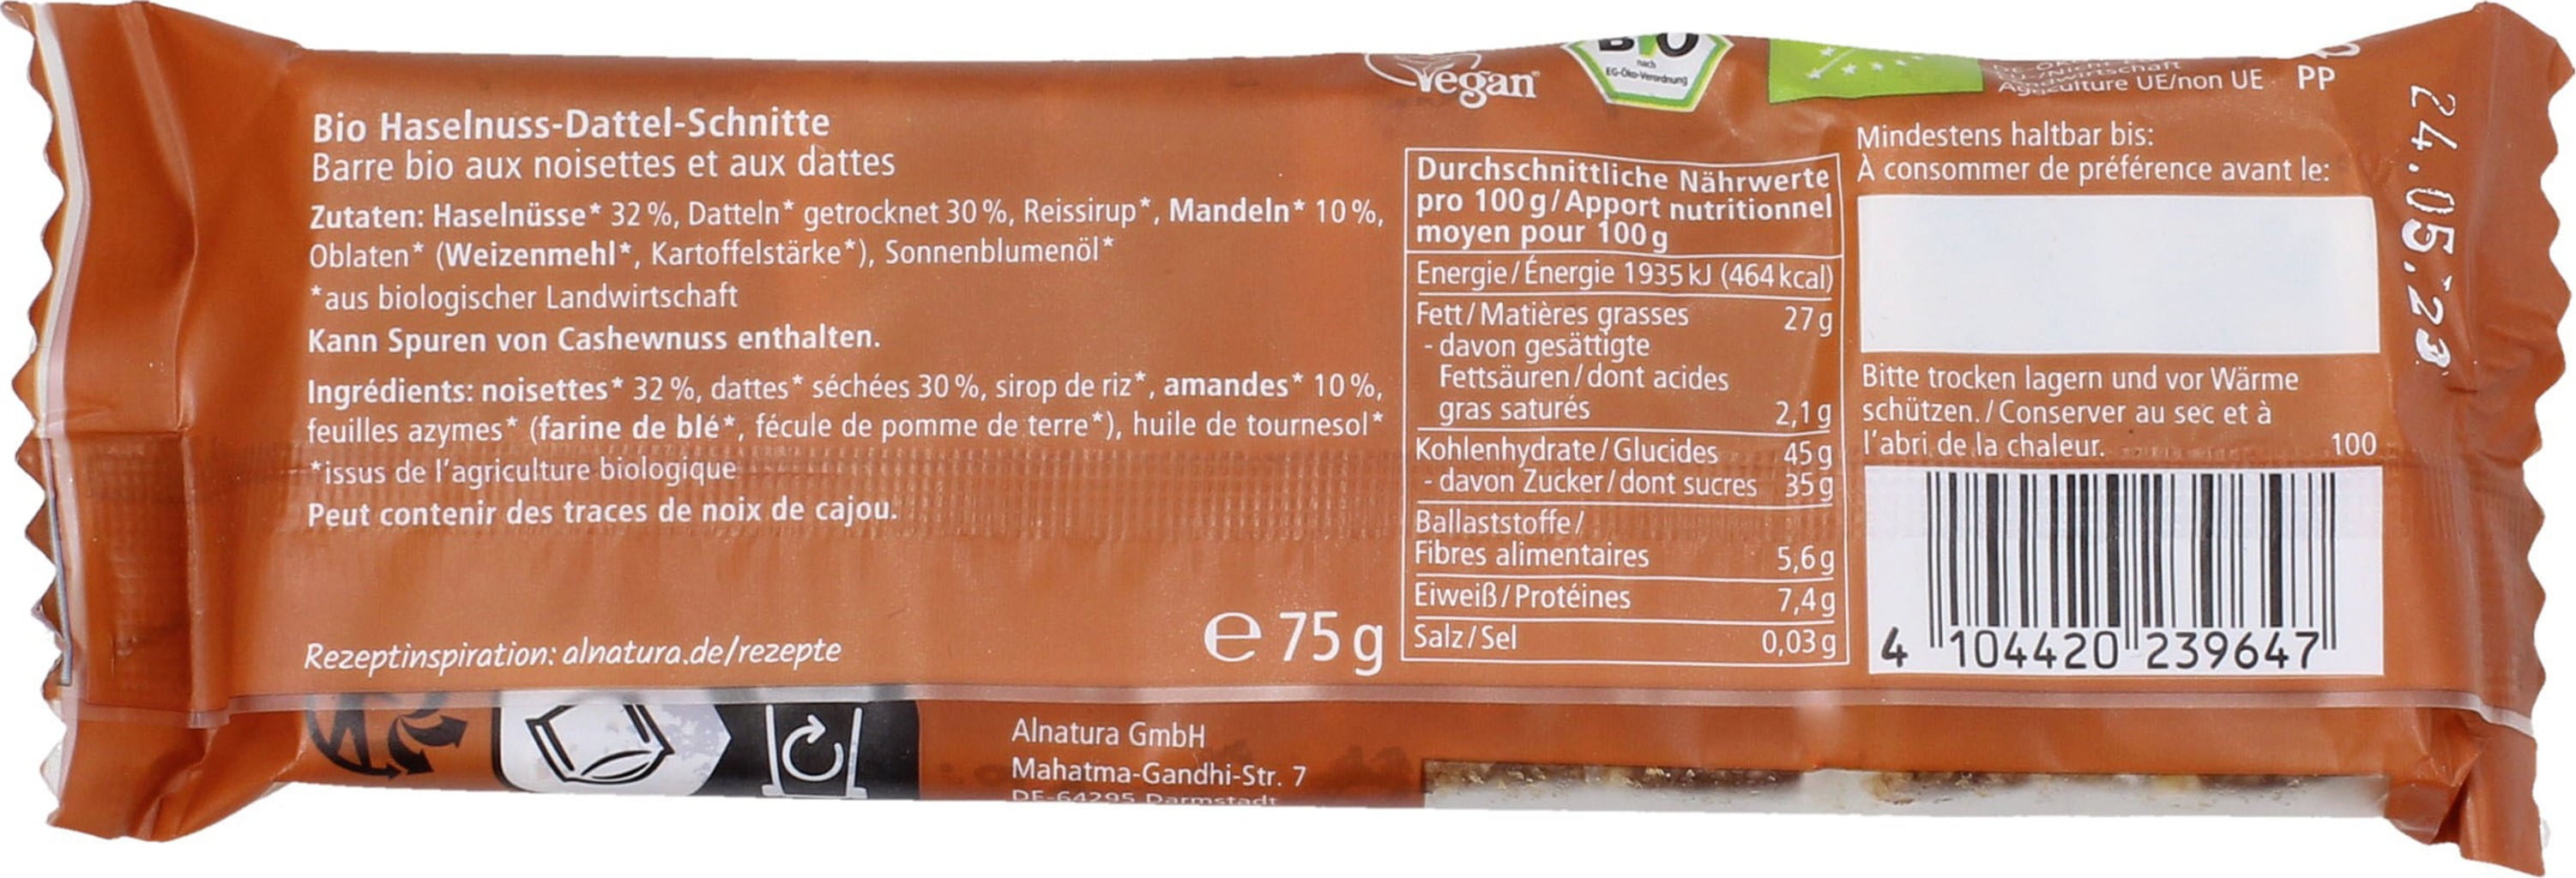 Bio Haselnuss-Dattel-Schnitte
Barre bio aux noisettes et aux dattes
Zutaten: Haselnüsse* 32 %, Datteln* getrocknet 30 %, Reissirup*, Mandeln* 10 %,
Oblaten* (Weizenmehl*, Kartoffelstärke*), Sonnenblumenöl*
*aus biologischer Landwirtschaft
Kann Spuren von Cashewnuss enthalten.
Ingrédients: noisettes* 32 %, dattes* séchées 30 %, sirop de riz*, amandes* 10 %,
feuilles azymes* (farine de blé*, fécule de pomme de terre*), huile de tournesol*
*issus de l'agriculture biologique
Peut contenir des traces de noix de cajou.
Rezeptinspiration: alnatura.de/rezepte
e 75 g
Vegan
BIO
nach
EG-Öko-Verordnung
Durchschnittliche Nährwerte
pro 100 g / Apport nutritionnel
moyen pour 100 g
Energie / Énergie 1935 kJ (464 kcal)
Fett / Matières grasses 27 g
- davon gesättigte
Fettsäuren / dont acides
gras saturés 2,1 g
Kohlenhydrate / Glucides 45 g
- davon Zucker / dont sucres 35 g
Ballaststoffe /
Fibres alimentaires 5,6 g
Eiweiß / Protéines 7,4 g
Salz / Sel 0,03 g
Agriculture UE/non UE
PP
Mindestens haltbar bis:
À consommer de préférence avant le:
24.05.23
Bitte trocken lagern und vor Wärme
schützen. / Conserver au sec et à
l'abri de la chaleur.
100
4 104420 239647
Alnatura GmbH
Mahatma-Gandhi-Str. 7
DE-64295 Darmstadt